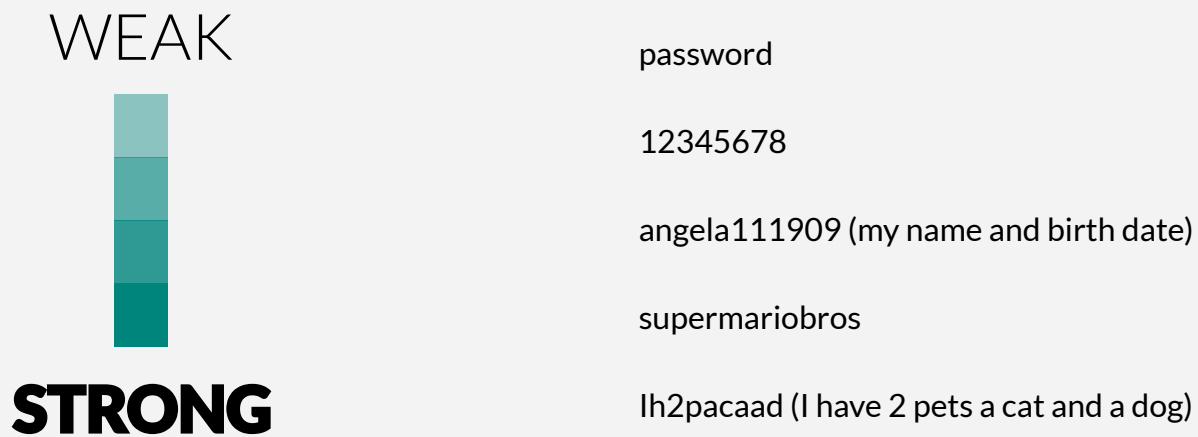 WEAK
password
12345678
angela111909 (my name and birth date)
supermariobros
STRONG
Ih2pacaad (I have 2 pets a cat and a dog)